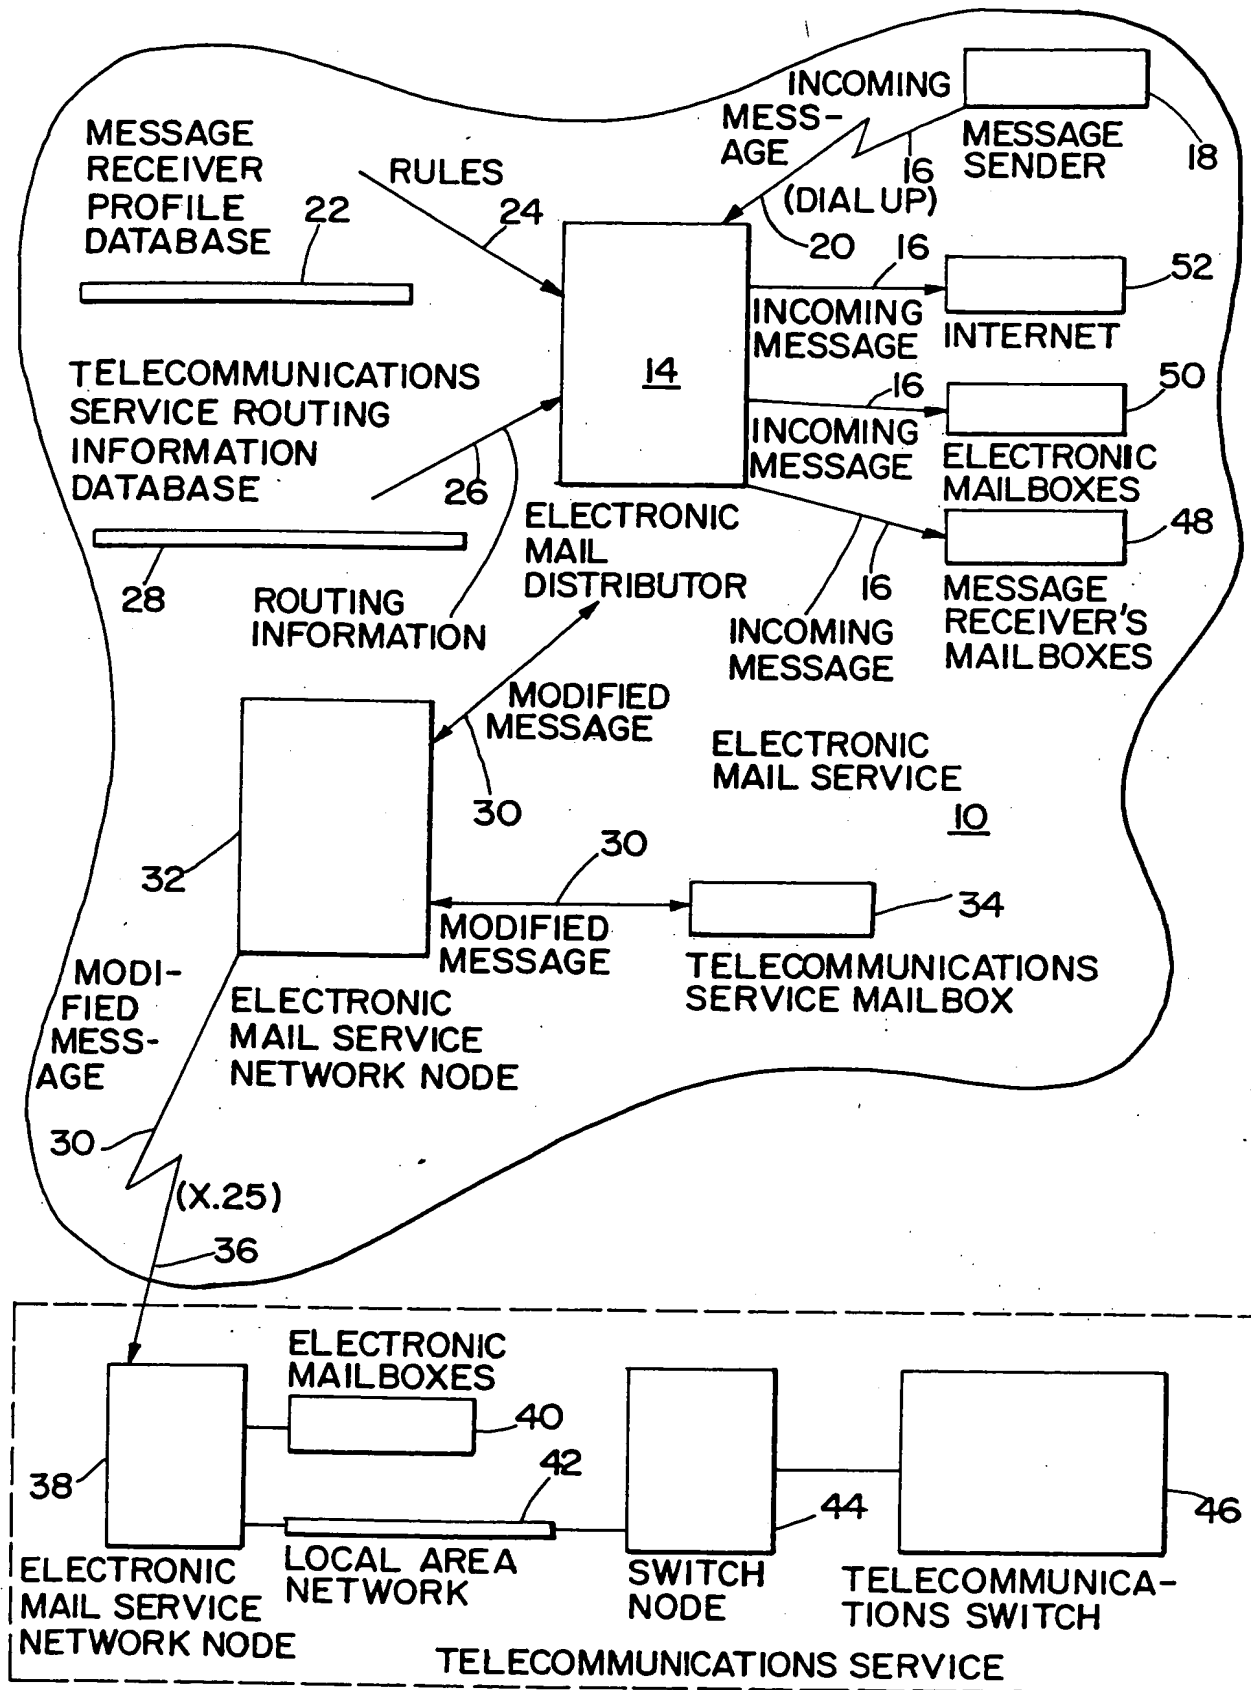 INCOMING
MESS-
AGE
16
(DIAL UP)
20
MESSAGE
SENDER
18
MESSAGE
RECEIVER
PROFILE
DATABASE
22
RULES
24
14
16
INCOMING
MESSAGE
52
INTERNET
16
INCOMING
MESSAGE
50
ELECTRONIC
MAILBOXES
TELECOMMUNICATIONS
SERVICE ROUTING
INFORMATION
DATABASE
26
28
ROUTING
INFORMATION
ELECTRONIC
MAIL
DISTRIBUTOR
16
INCOMING
MESSAGE
48
MESSAGE
RECEIVER'S
MAILBOXES
MODIFIED
MESSAGE
30
ELECTRONIC
MAIL SERVICE
10
32
30
MODIFIED
MESSAGE
34
TELECOMMUNICATIONS
SERVICE MAILBOX
MODI-
FIED
MESS-
AGE
ELECTRONIC
MAIL SERVICE
NETWORK NODE
30
(X.25)
36
ELECTRONIC
MAILBOXES
40
38
42
44
46
ELECTRONIC
MAIL SERVICE
NETWORK NODE
LOCAL AREA
NETWORK
SWITCH
NODE
TELECOMMUNICA-
TIONS SWITCH
TELECOMMUNICATIONS SERVICE